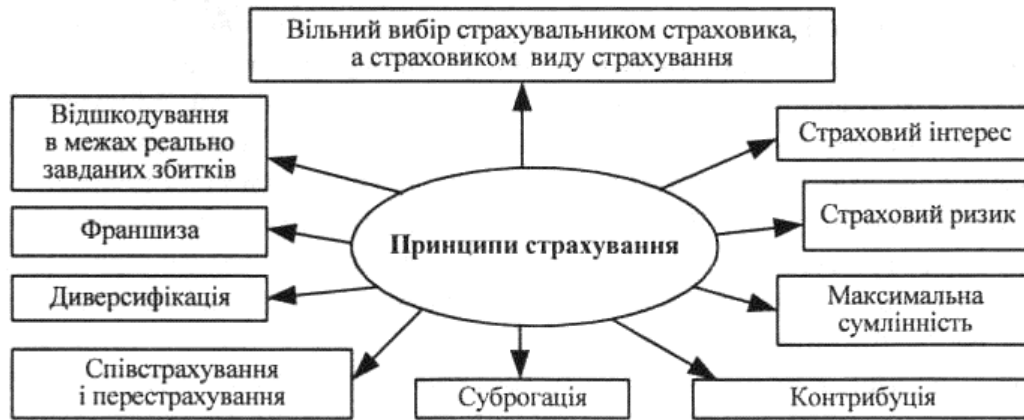 Вільний вибір страхувальником страховика,
а страховиком виду страхування
Відшкодування
в межах реально
завданих збитків
Страховий інтерес
Франшиза
Принципи страхування
Страховий ризик
Диверсифікація
Максимальна
сумлінність
Співстрахування
і перестрахування
Суброгація
Контрибуція